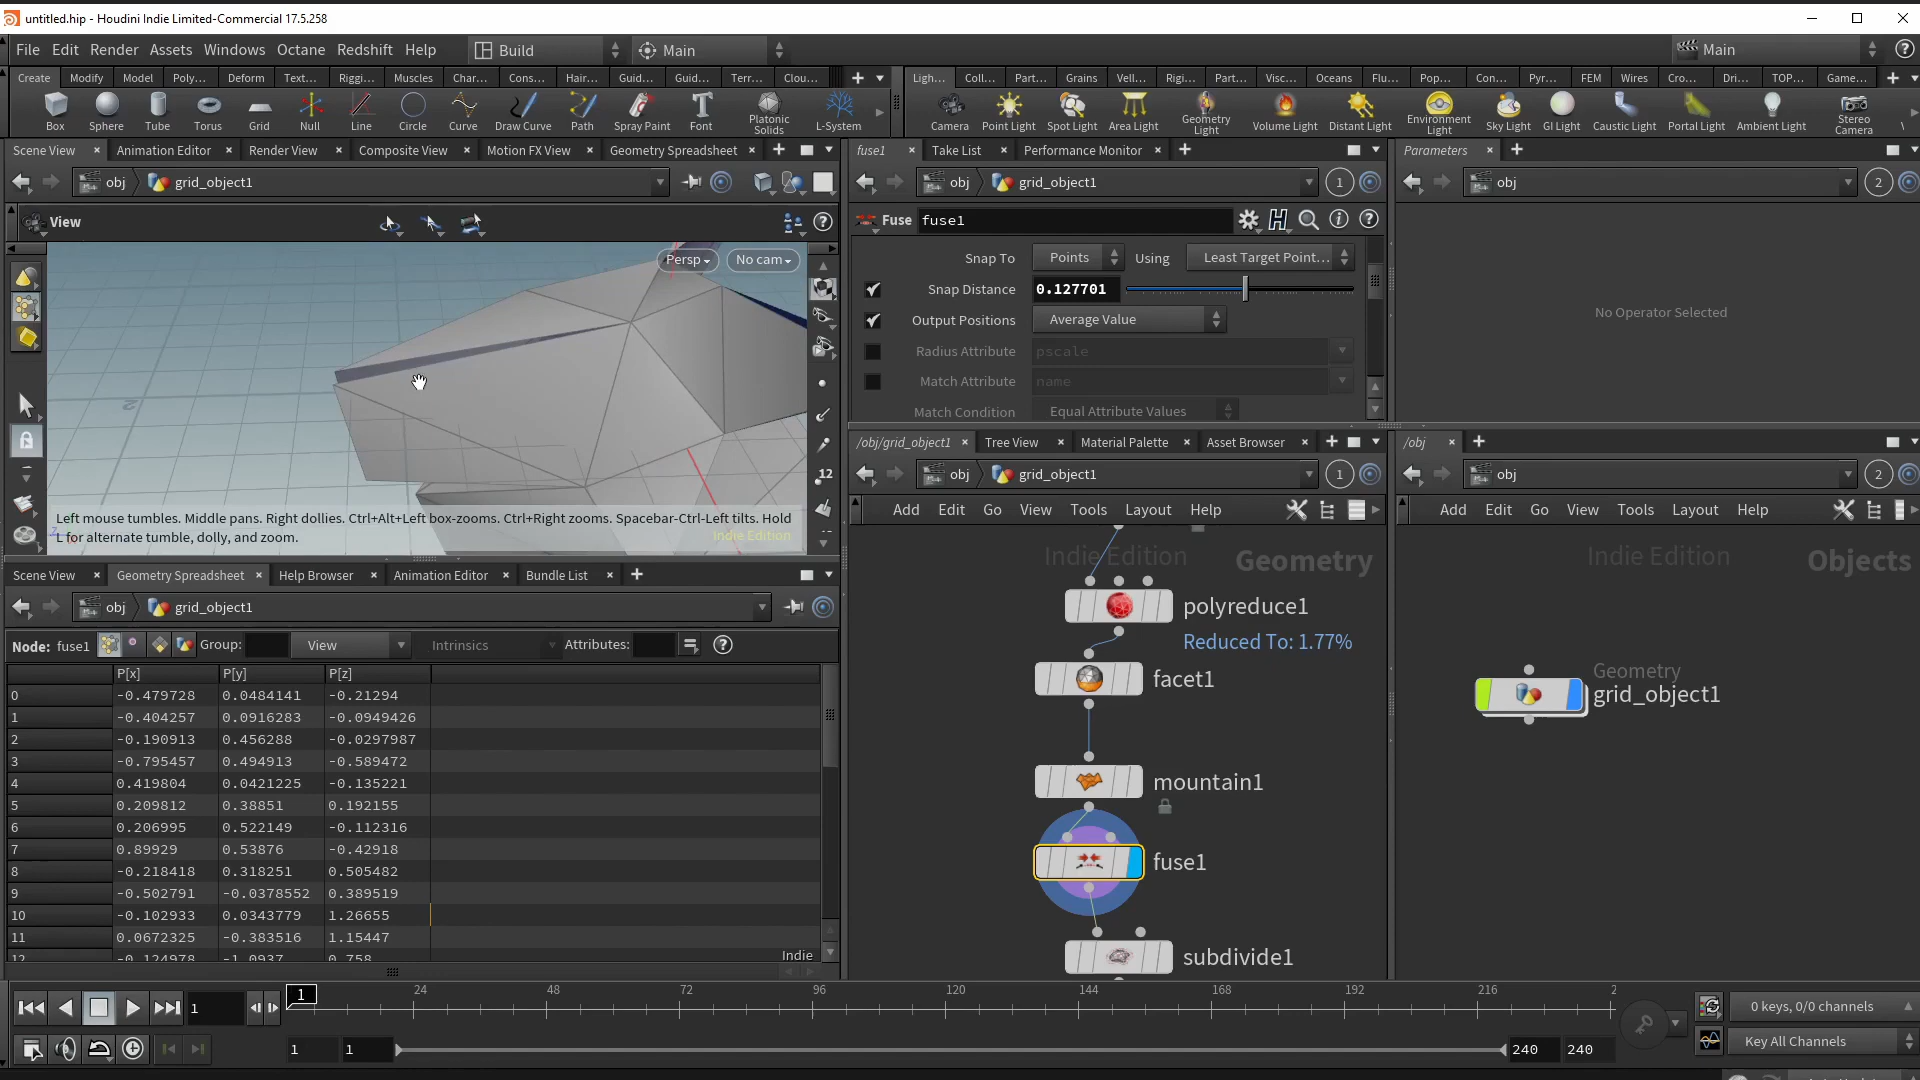 untitled.hip - Houdini Indie Limited-Commercial 17.5.258
File Edit Render Assets Windows Octane Redshift Help Build Main Main
Create Modify Model Poly... Deform Text... Riggi... Muscles Char... Cons... Hair... Guid... Guid... Terr... Clou...
Ligh... Coll... Part... Grains Vell... Rigi... Part... Visc... Oceans Flu... Pop... Con... Pyr... FEM Wires Cro... Dri... TOP... Game...
Box Sphere Tube Torus Grid Null Line Circle Curve Draw Curve Path Spray Paint Font Platonic Solids L-System
Camera Point Light Spot Light Area Light Geometry Light Volume Light Distant Light Environment Light Sky Light GI Light Caustic Light Portal Light Ambient Light Stereo Camera
Scene View Animation Editor Render View Composite View Motion FX View Geometry Spreadsheet
obj grid_object1
View
Persp No cam
2
12
Left mouse tumbles. Middle pans. Right dollies. Ctrl+Alt+Left box-zooms. Ctrl+Right zooms. Spacebar-Ctrl-Left tilts. Hold
L for alternate tumble, dolly, and zoom.
Indie Edition
fuse1 Take List Performance Monitor
obj grid_object1 1
Fuse fuse1
Snap To Points Using Least Target Point...
Snap Distance 0.127701
Output Positions Average Value
Radius Attribute pscale
Match Attribute name
Match Condition Equal Attribute Values
Parameters
obj 2
No Operator Selected
Scene View Geometry Spreadsheet Help Browser Animation Editor Bundle List
obj grid_object1
Node: fuse1 Group: View Intrinsics Attributes:
P[x] P[y] P[z]
0 -0.479728 0.0484141 -0.21294
1 -0.404257 0.0916283 -0.0949426
2 -0.190913 0.456288 -0.0297987
3 -0.795457 0.494913 -0.589472
4 0.419804 0.0421225 -0.135221
5 0.209812 0.38851 0.192155
6 0.206995 0.522149 -0.112316
7 0.89929 0.53876 -0.42918
8 -0.218418 0.318251 0.505482
9 -0.502791 -0.0378552 0.389519
10 -0.102933 0.0343779 1.26655
11 0.0672325 -0.383516 1.15447
12 -0.124978 -1.0937 0.758
Indie
/obj/grid_object1 Tree View Material Palette Asset Browser
obj grid_object1 1
Add Edit Go View Tools Layout Help
Indie Edition Geometry
polyreduce1
Reduced To: 1.77%
facet1
mountain1
fuse1
subdivide1
/obj
obj 2
Add Edit Go View Tools Layout Help
Indie Edition Objects
Geometry
grid_object1
1 1 24 48 72 96 120 144 168 192 216 2
0 keys, 0/0 channels
1 1 240 240
Key All Channels